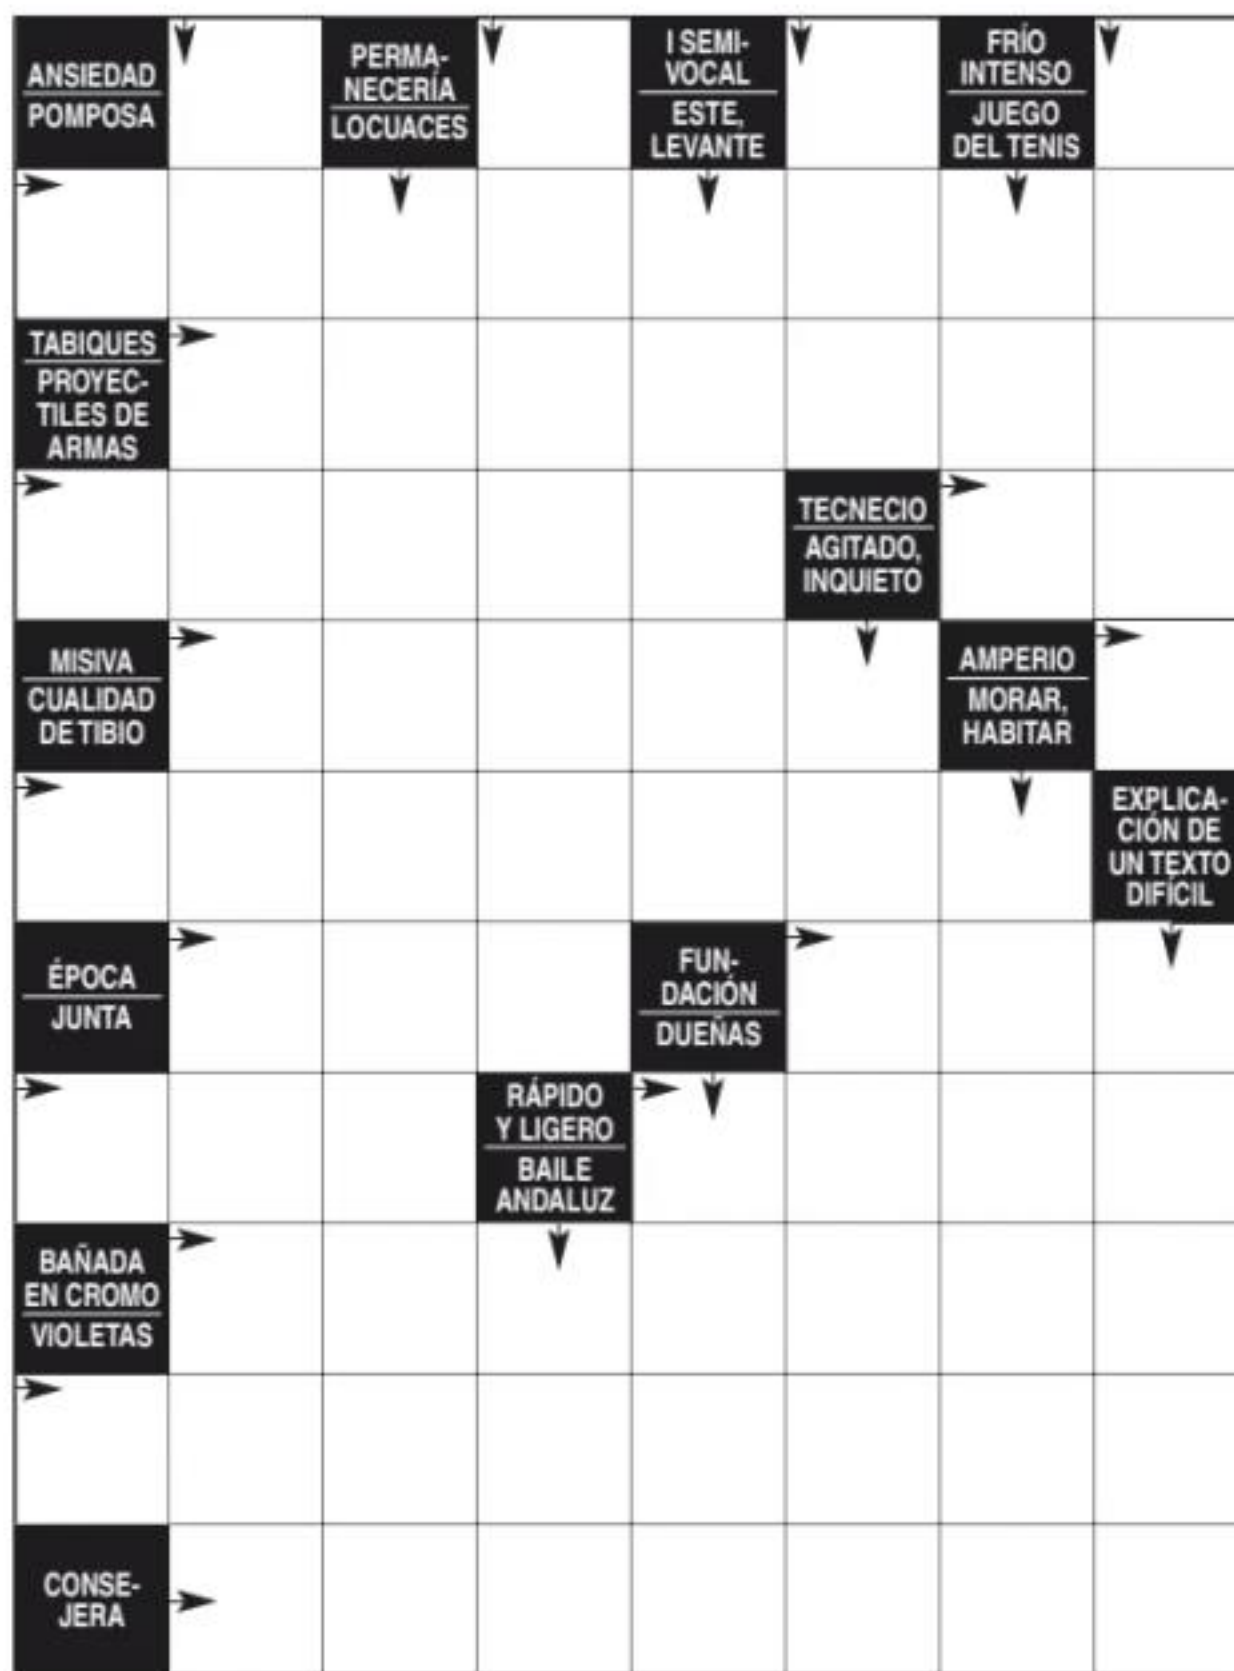 ANSIEDAD
POMPOSA
PERMA-
NECERÍA
LOCUACES
I SEMI-
VOCAL
ESTE,
LEVANTE
FRÍO
INTENSO
JUEGO
DEL TENIS
TABIQUES
PROYEC-
TILES DE
ARMAS
TECNECIO
AGITADO,
INQUIETO
MISIVA
CUALIDAD
DE TIBIO
AMPERIO
MORAR,
HABITAR
EXPLICA-
CIÓN DE
UN TEXTO
DIFÍCIL
ÉPOCA
JUNTA
FUN-
DACIÓN
DUEÑAS
RÁPIDO
Y LIGERO
BAILE
ANDALUZ
BAÑADA
EN CROMO
VIOLETAS
CONSE-
JERA